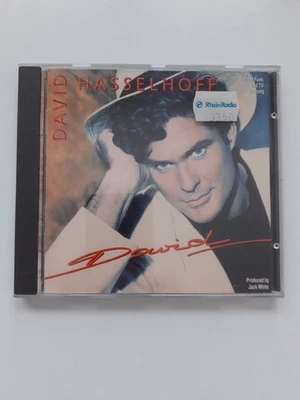 DAVID
HASSELHOFF
RheinRadio
David
Produced by
Jack White